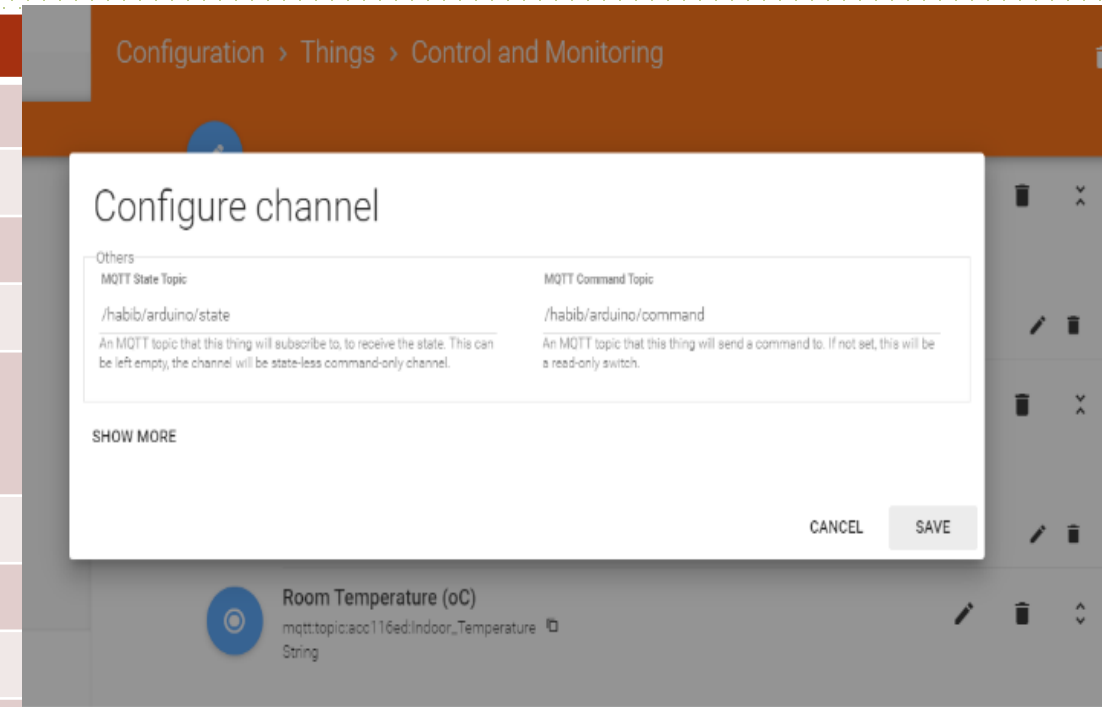 Configuration > Things > Control and Monitoring
Configure channel
Others
MQTT State Topic
/habib/arduino/state
An MQTT topic that this thing will subscribe to, to receive the state. This can
be left empty, the channel will be state-less command-only channel.
MQTT Command Topic
/habib/arduino/command
An MQTT topic that this thing will send a command to. If not set, this will be
a read-only switch.
SHOW MORE
CANCEL
SAVE
Room Temperature (oC)
mqtt:topic:acc116ed:Indoor_Temperature
String